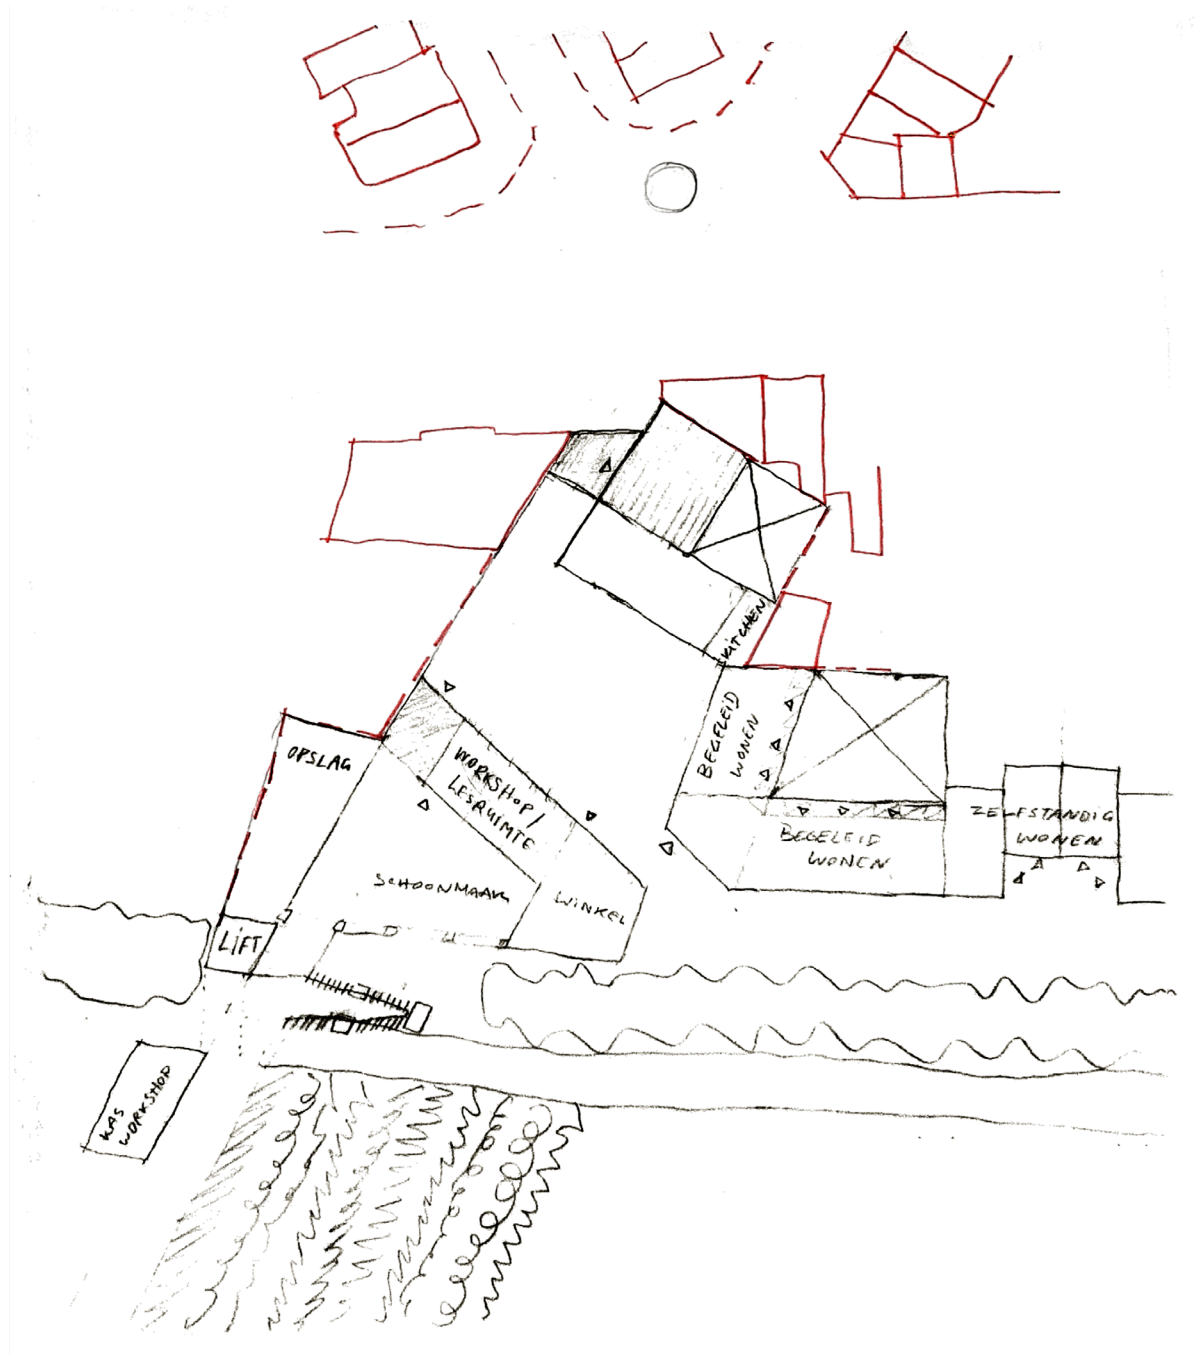 KITCHEN
BEGELEID
WONEN
OPSLAG
WORKSHOP/
LESRUIMTE
ZELFSTANDIG
WONEN
BEGELEID
WONEN
SCHOONMAAK
WINKEL
LIFT
KAS
WORKSHOP